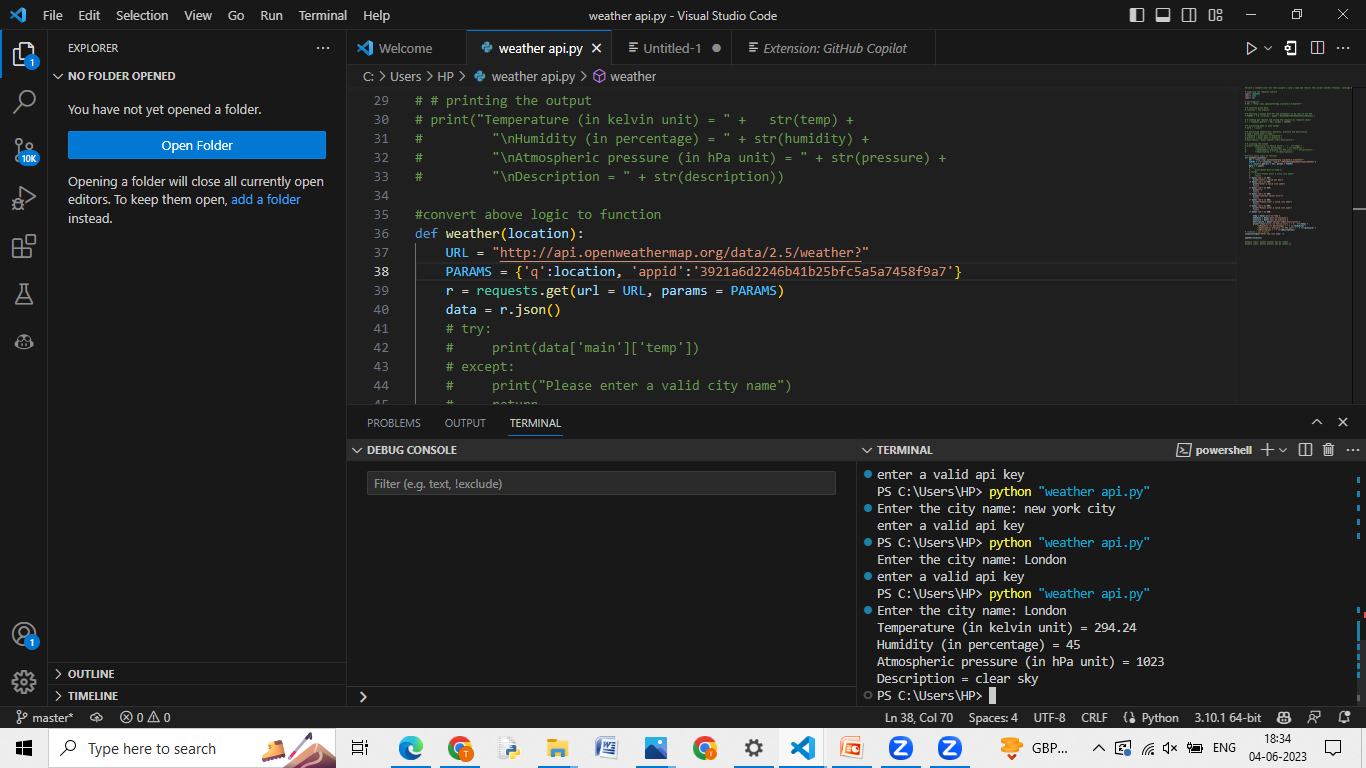 File Edit Selection View Go Run Terminal Help
weather api.py - Visual Studio Code
EXPLORER
NO FOLDER OPENED
You have not yet opened a folder.
Open Folder
Opening a folder will close all currently open
editors. To keep them open, add a folder
instead.
OUTLINE
TIMELINE
1
10K
1
Welcome
weather api.py
Untitled-1
Extension: GitHub Copilot
C: > Users > HP > weather api.py > weather
29 # # printing the output
30 # print("Temperature (in kelvin unit) = " +   str(temp) +
31 #         "\nHumidity (in percentage) = " + str(humidity) +
32 #         "\nAtmospheric pressure (in hPa unit) = " + str(pressure) +
33 #         "\nDescription = " + str(description))
34
35 #convert above logic to function
36 def weather(location):
37     URL = "http://api.openweathermap.org/data/2.5/weather?"
38     PARAMS = {'q':location, 'appid':'3921a6d2246b41b25bfc5a5a7458f9a7'}
39     r = requests.get(url = URL, params = PARAMS)
40     data = r.json()
41     # try:
42     #     print(data['main']['temp'])
43     # except:
44     #     print("Please enter a valid city name")
45     #     return
PROBLEMS OUTPUT TERMINAL
DEBUG CONSOLE
Filter (e.g. text, !exclude)
TERMINAL
powershell
enter a valid api key
PS C:\Users\HP> python "weather api.py"
Enter the city name: new york city
enter a valid api key
PS C:\Users\HP> python "weather api.py"
Enter the city name: London
enter a valid api key
PS C:\Users\HP> python "weather api.py"
Enter the city name: London
Temperature (in kelvin unit) = 294.24
Humidity (in percentage) = 45
Atmospheric pressure (in hPa unit) = 1023
Description = clear sky
PS C:\Users\HP>
master* 0 0
Ln 38, Col 70 Spaces: 4 UTF-8 CRLF Python 3.10.1 64-bit
Type here to search
GBP...
ENG
18:34
04-06-2023